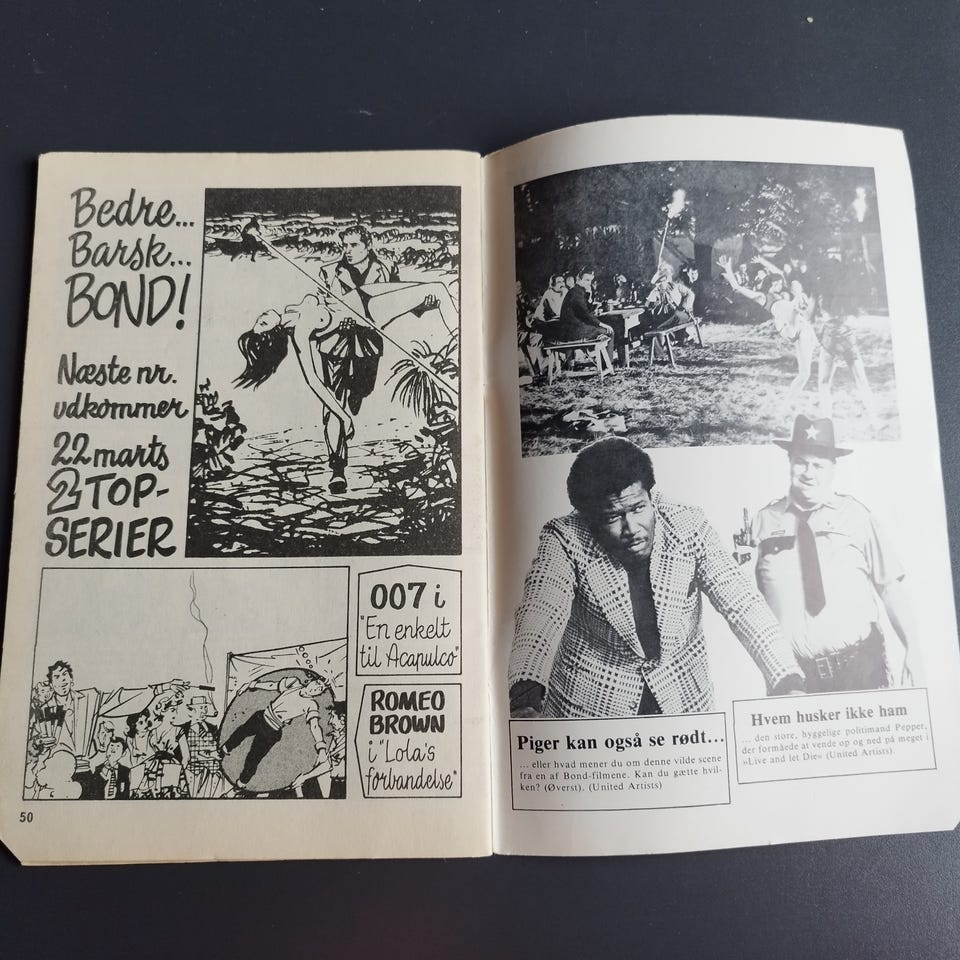 Bedre...
Barsk...
BOND!
Næste nr.
udkommer
22 marts
2 TOP-
SERIER
007 i
"En enkelt
til Acapulco"
ROMEO
BROWN
i "Lola's
forbandelse"
50
Piger kan også se rødt...
... eller hvad mener du om denne vilde scene
fra en af Bond-filmene. Kan du gætte hvil-
ken? (Øverst). (United Artists)
Hvem husker ikke ham
... den store, hyggelige politimand Pepper,
der formåede at vende op og ned på meget i
»Live and let Die« (United Artists).